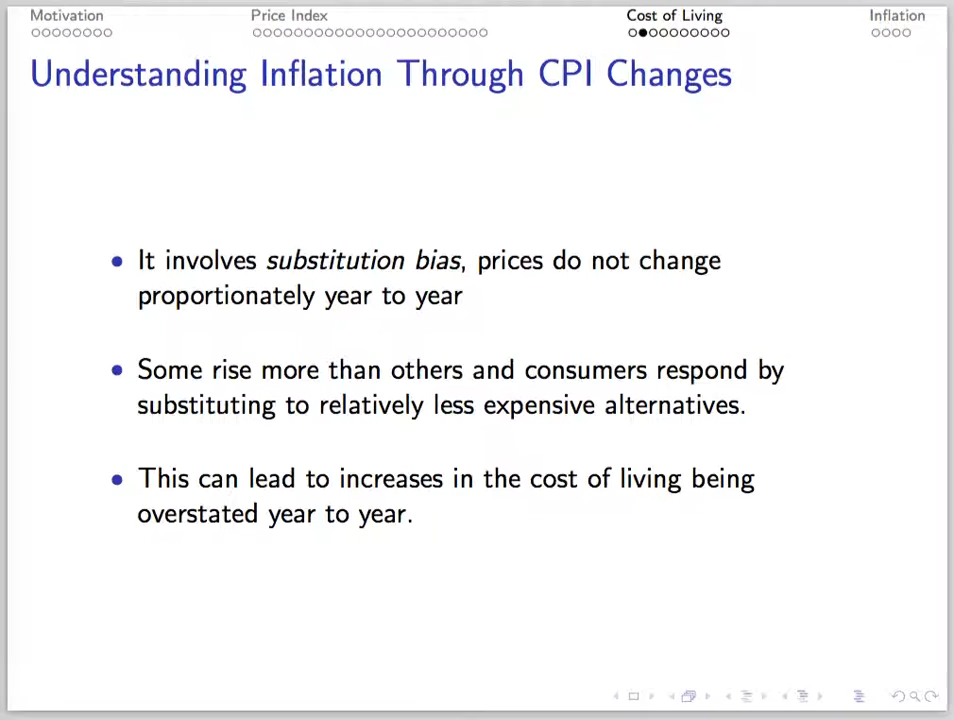 Motivation Price Index Cost of Living Inflation
Understanding Inflation Through CPI Changes
• It involves substitution bias, prices do not change
proportionately year to year
• Some rise more than others and consumers respond by
substituting to relatively less expensive alternatives.
• This can lead to increases in the cost of living being
overstated year to year.